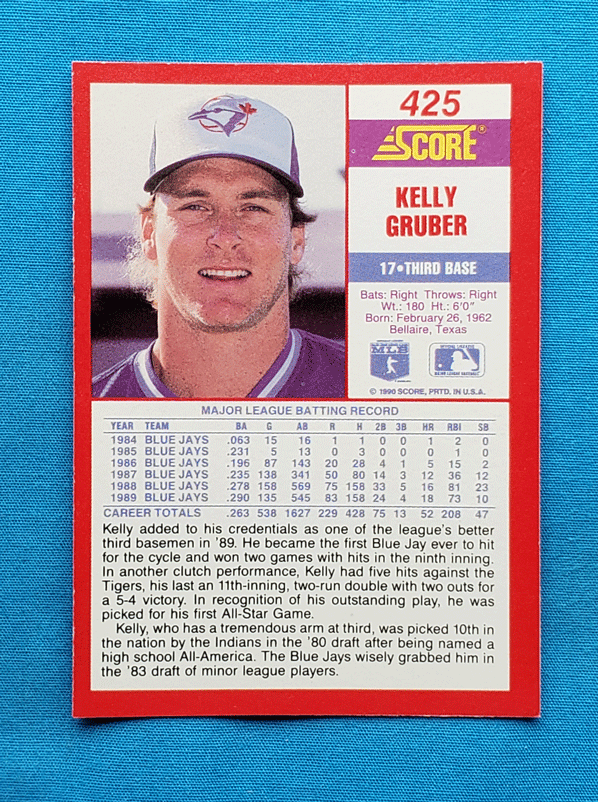 425
SCORE®
KELLY
GRUBER
17•THIRD BASE
Bats: Right Throws: Right
Wt.: 180 Ht.: 6'0"
Born: February 26, 1962
Bellaire, Texas
MLB
© 1990 SCORE, PRTD. IN U.S.A.
MAJOR LEAGUE BATTING RECORD
YEAR TEAM BA G AB R H 2B 3B HR RBI SB
1984 BLUE JAYS .063 15 16 1 1 0 0 1 2 0
1985 BLUE JAYS .231 5 13 0 3 0 0 0 1 0
1986 BLUE JAYS .196 87 143 20 28 4 1 5 15 2
1987 BLUE JAYS .235 138 341 50 80 14 3 12 36 12
1988 BLUE JAYS .278 158 569 75 158 33 5 16 81 23
1989 BLUE JAYS .290 135 545 83 158 24 4 18 73 10
CAREER TOTALS .263 538 1627 229 428 75 13 52 208 47
Kelly added to his credentials as one of the league's better
third basemen in '89. He became the first Blue Jay ever to hit
for the cycle and won two games with hits in the ninth inning.
In another clutch performance, Kelly had five hits against the
Tigers, his last an 11th-inning, two-run double with two outs for
a 5-4 victory. In recognition of his outstanding play, he was
picked for his first All-Star Game.
Kelly, who has a tremendous arm at third, was picked 10th in
the nation by the Indians in the '80 draft after being named a
high school All-America. The Blue Jays wisely grabbed him in
the '83 draft of minor league players.